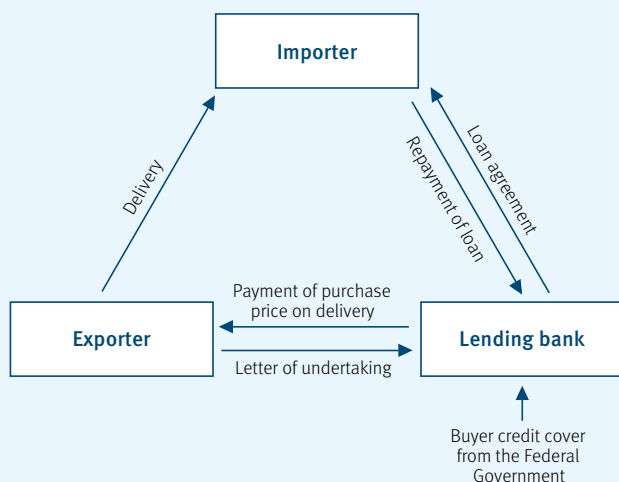 Importer
Delivery
Repayment of loan
Loan agreement
Payment of purchase
price on delivery
Exporter
Lending bank
Letter of undertaking
Buyer credit cover
from the Federal
Government